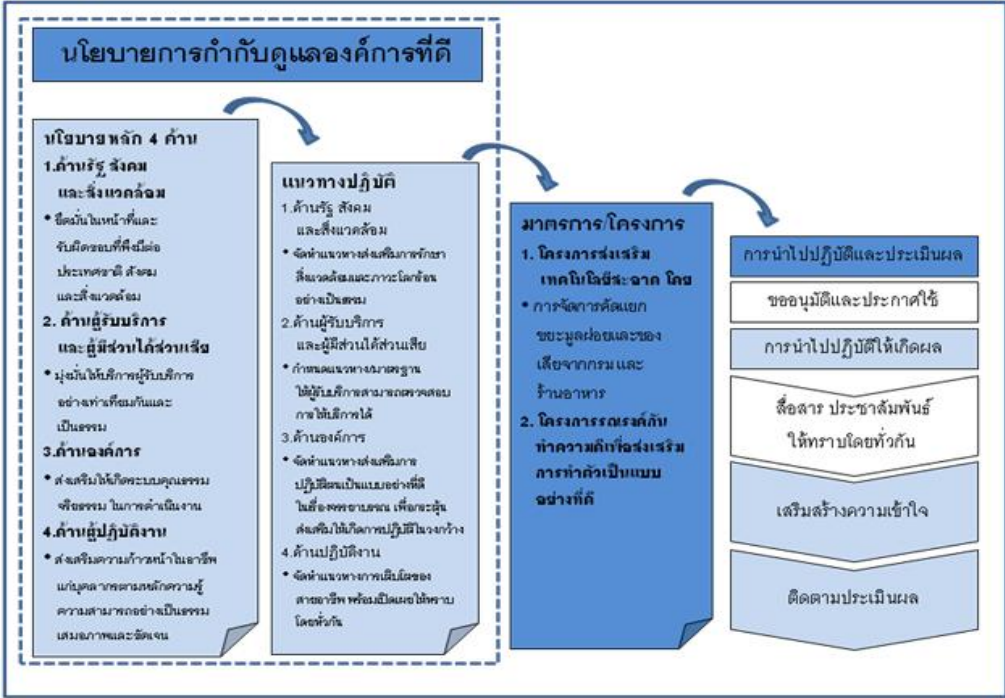 นโยบายการกำกับดูแลองค์การที่ดี
นโยบายหลัก 4 ด้าน
1.ด้านรัฐ สังคม
และสิ่งแวดล้อม
• ยึดมั่นในหน้าที่และ
รับผิดชอบที่พึงมีต่อ
ประเทศชาติ สังคม
และสิ่งแวดล้อม
2. ด้านผู้รับบริการ
และผู้มีส่วนได้ส่วนเสีย
• มุ่งมั่นให้บริการผู้รับบริการ
อย่างเท่าเทียมกันและ
เป็นธรรม
3.ด้านองค์การ
• ส่งเสริมให้เกิดระบบคุณธรรม
จริยธรรม ในการดำเนินงาน
4.ด้านผู้ปฏิบัติงาน
• ส่งเสริมความก้าวหน้าในอาชีพ
แก่บุคลากรตามหลักความรู้
ความสามารถอย่างเป็นธรรม
เสมอภาคและชัดเจน
แนวทางปฏิบัติ
1.ด้านรัฐ สังคม
และสิ่งแวดล้อม
• จัดทำแนวทางส่งเสริมการรักษา
สิ่งแวดล้อมและภาวะโลกร้อน
อย่างเป็นธรรม
2.ด้านผู้รับบริการ
และผู้มีส่วนได้ส่วนเสีย
• กำหนดแนวทาง/มาตรฐาน
ให้ผู้รับบริการสามารถตรวจสอบ
การให้บริการได้
3.ด้านองค์การ
• จัดทำแนวทางส่งเสริมการ
ปฏิบัติตนเป็นแบบอย่างที่ดี
ในเรื่องจรรยาบรรณ เพื่อกระตุ้น
ส่งเสริมให้เกิดการปฏิบัติในวงกว้าง
4.ด้านปฏิบัติงาน
• จัดทำแนวทางการเติบโตของ
สายอาชีพ พร้อมเปิดเผยให้ทราบ
โดยทั่วกัน
มาตรการ/โครงการ
1. โครงการส่งเสริม
เทคโนโลยีสะอาด โดย
• การจัดการคัดแยก
ขยะมูลฝอยและของ
เสียจากกรม และ
ร้านอาหาร
2. โครงการรณรงค์กัน
ทำความดีเพื่อส่งเสริม
การทำตัวเป็นแบบ
อย่างที่ดี
การนำไปปฏิบัติและประเมินผล
ขออนุมัติและประกาศใช้
การนำไปปฏิบัติให้เกิดผล
สื่อสาร ประชาสัมพันธ์
ให้ทราบโดยทั่วกัน
เสริมสร้างความเข้าใจ
ติดตามประเมินผล